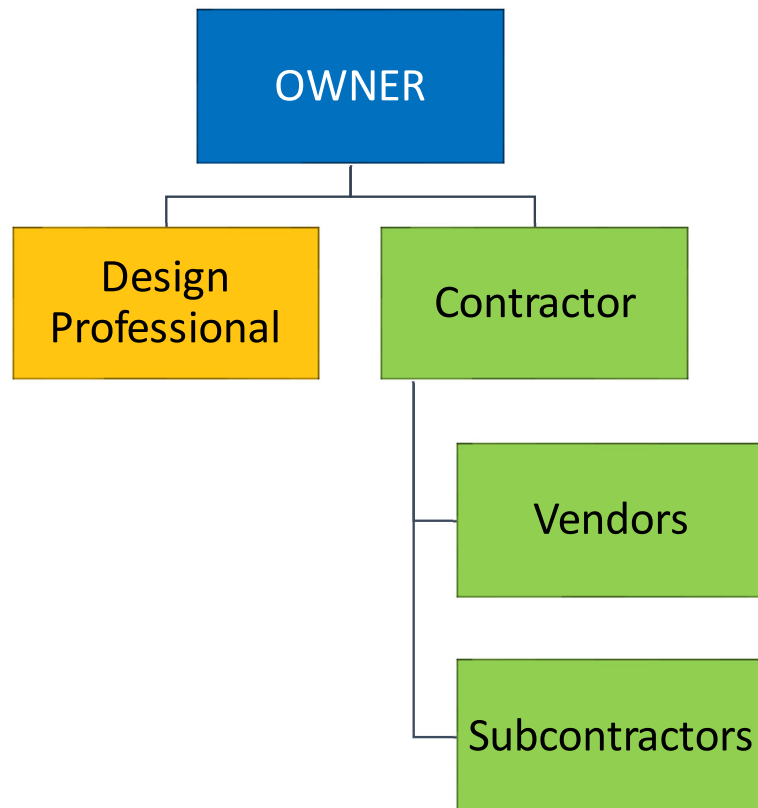 OWNER
Design
Professional
Contractor
Vendors
Subcontractors